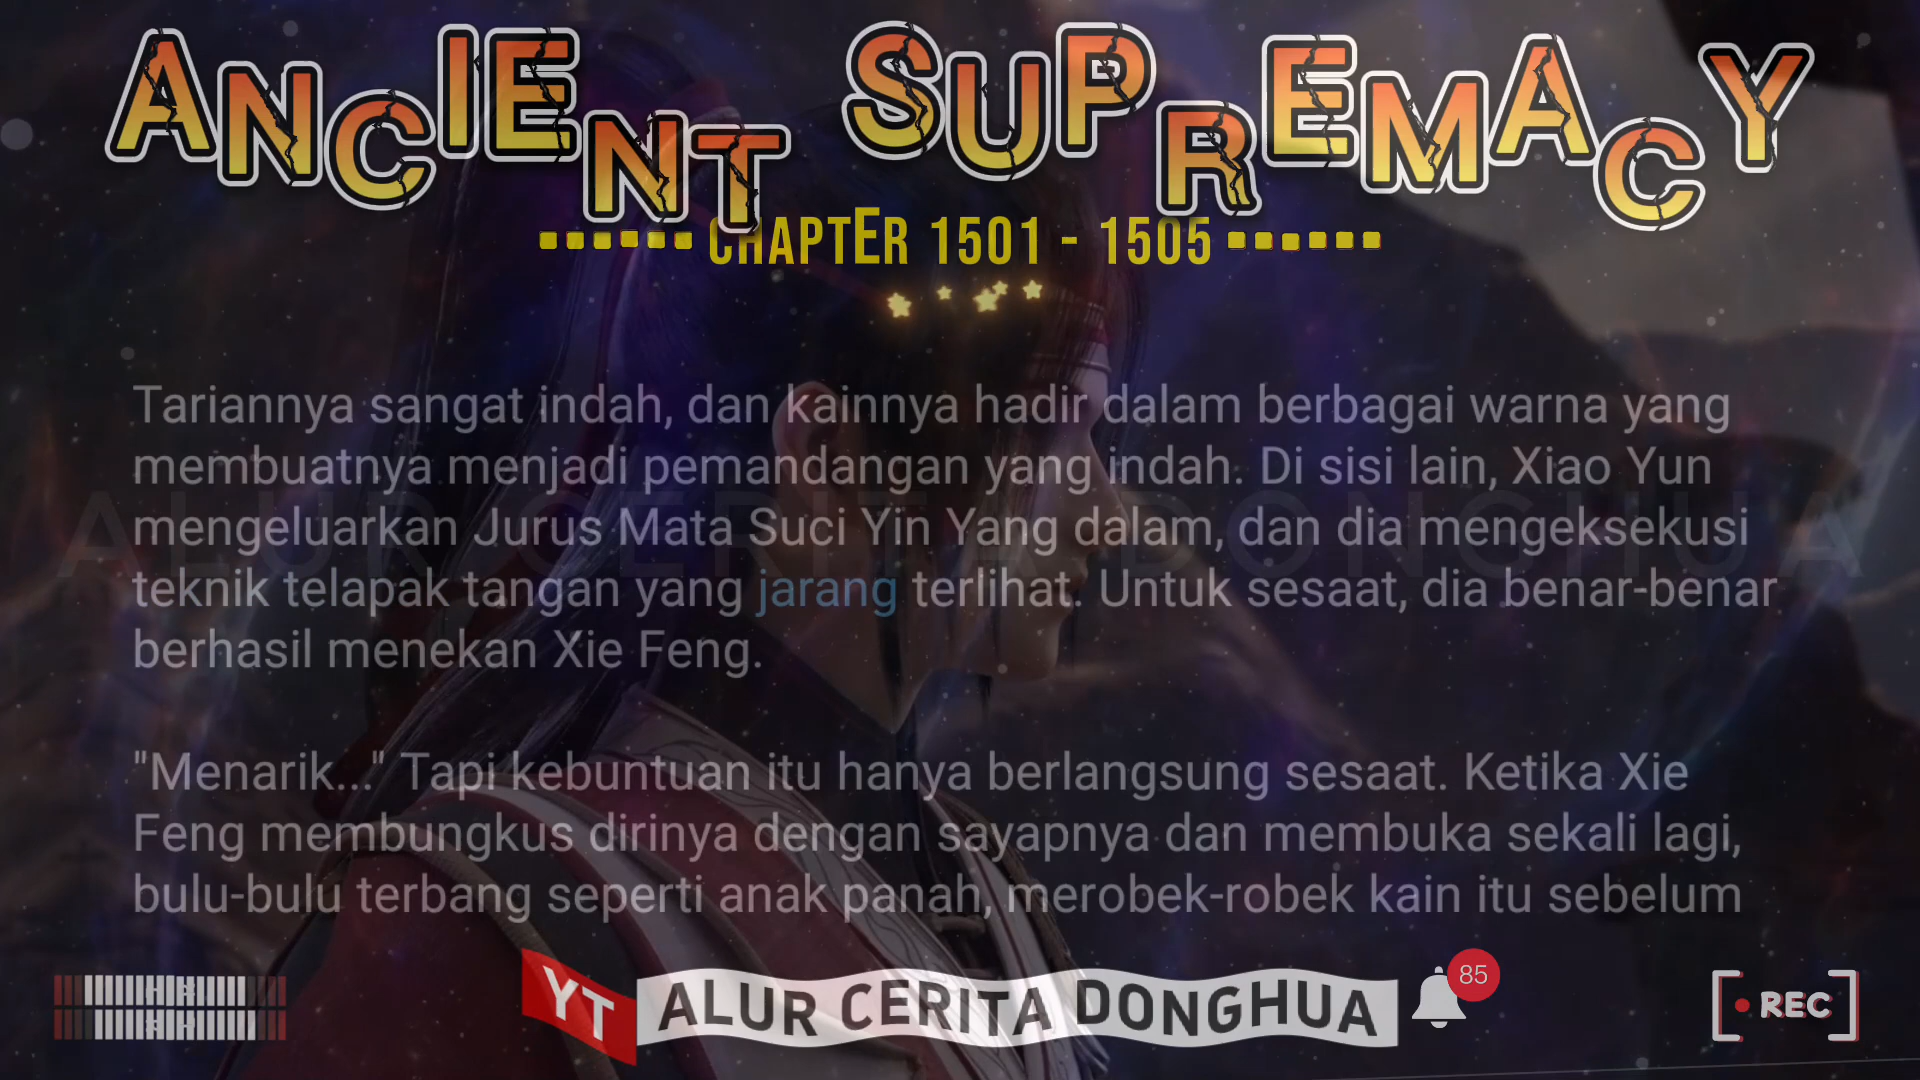 ANCIENT SUPREMACY
CHAPTER 1501 - 1505
Tariannya sangat indah, dan kainnya hadir dalam berbagai warna yang
membuatnya menjadi pemandangan yang indah. Di sisi lain, Xiao Yun
mengeluarkan Jurus Mata Suci Yin Yang dalam, dan dia mengeksekusi
teknik telapak tangan yang jarang terlihat. Untuk sesaat, dia benar-benar
berhasil menekan Xie Feng.
"Menarik..." Tapi kebuntuan itu hanya berlangsung sesaat. Ketika Xie
Feng membungkus dirinya dengan sayapnya dan membuka sekali lagi,
bulu-bulu terbang seperti anak panah, merobek-robek kain itu sebelum
ALUR CERITA DONGHUA
YT ALUR CERITA DONGHUA
85
REC